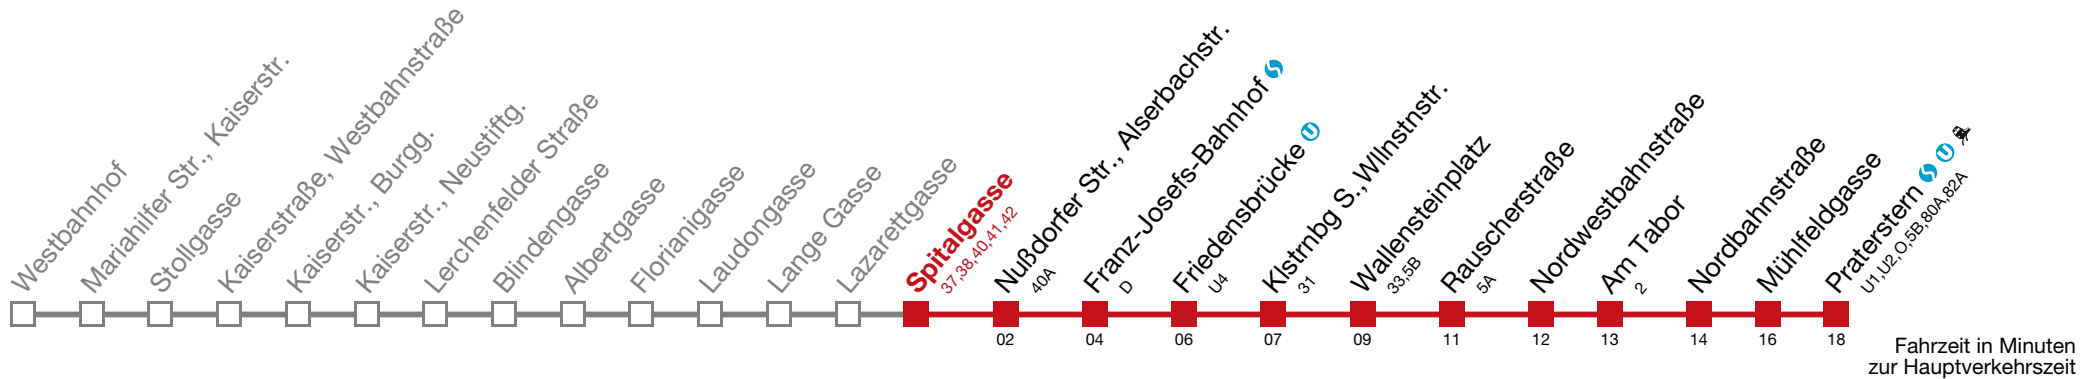 Westbahnhof
Mariahilfer Str., Kaiserstr.
Stollgasse
Kaiserstraße, Westbahnstraße
Kaiserstr., Burgg.
Kaiserstr., Neustiftg.
Lerchenfelder Straße
Blindengasse
Albertgasse
Florianigasse
Laudongasse
Lange Gasse
Lazarettgasse
Spitalgasse
37,38,40,41,42
Nußdorfer Str., Alserbachstr.
40A
02
Franz-Josefs-Bahnhof S
D
04
Friedensbrücke U
U4
06
Klstrnbg S., Wllnstnstr.
31
07
Wallensteinplatz
33,5B
09
Rauscherstraße
5A
11
Nordwestbahnstraße
12
Am Tabor
2
13
Nordbahnstraße
14
Mühlfeldgasse
16
Praterstern S U
U1,U2,O,5B,80A,82A
18
Fahrzeit in Minuten
zur Hauptverkehrszeit